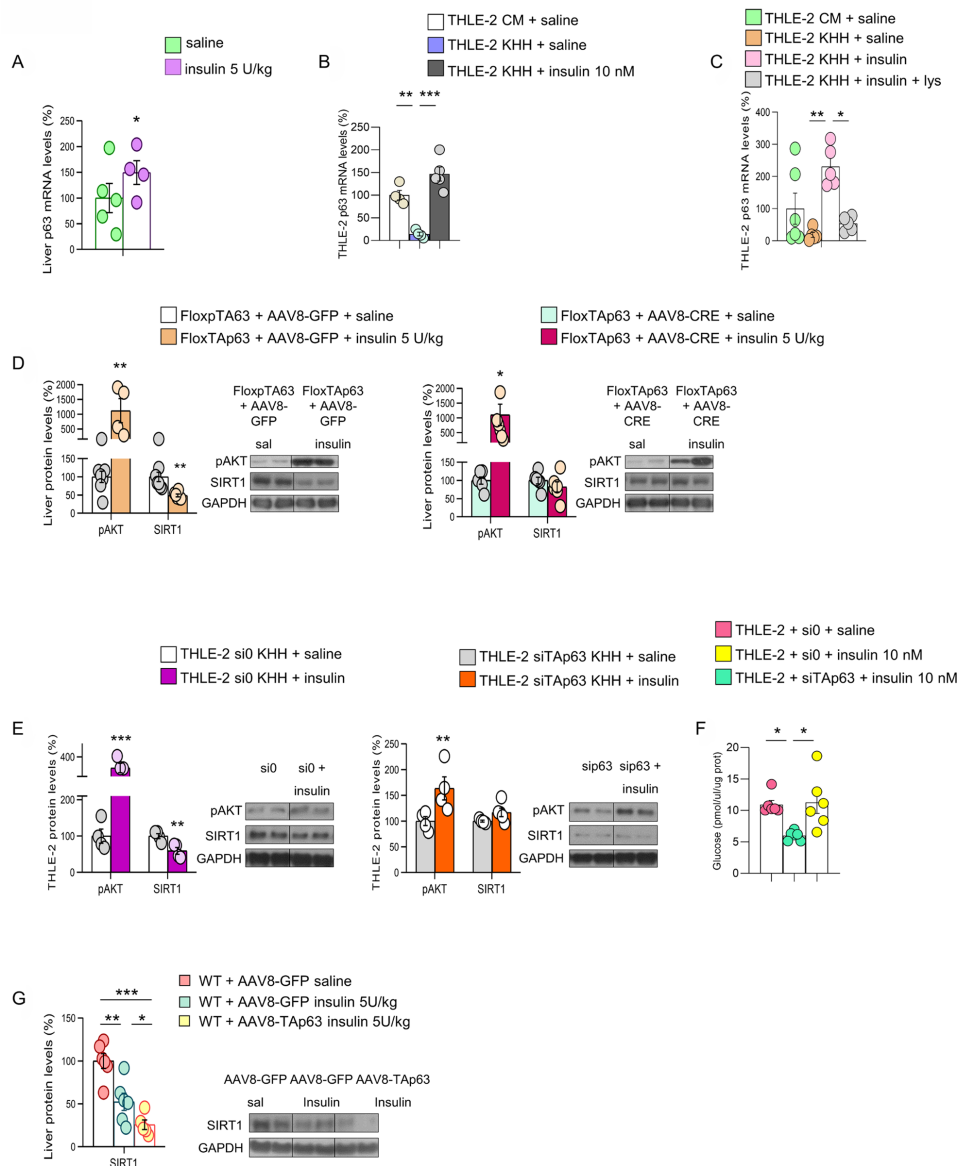 A
saline
insulin 5 U/kg
*
Liver p63 mRNA levels (%)
250
200
150
100
50
0
B
THLE-2 CM + saline
THLE-2 KHH + saline
THLE-2 KHH + insulin 10 nM
** ***
THLE-2 p63 mRNA levels (%)
250
200
150
100
50
0
C
THLE-2 CM + saline
THLE-2 KHH + saline
THLE-2 KHH + insulin
THLE-2 KHH + insulin + lys
** *
THLE-2 p63 mRNA levels (%)
400
300
200
100
0
D
FloxpTA63 + AAV8-GFP + saline
FloxTAp63 + AAV8-GFP + insulin 5 U/kg
FloxTAp63 + AAV8-CRE + saline
FloxTAp63 + AAV8-CRE + insulin 5 U/kg
Liver protein levels (%)
2000
1500
1000
500
200
150
100
50
0
**
**
pAKT SIRT1
FloxpTA63 FloxTAp63
+ AAV8- + AAV8-
GFP GFP
sal insulin
pAKT
SIRT1
GAPDH
Liver protein levels (%)
2000
1500
1000
500
200
150
100
50
0
*
pAKT SIRT1
FloxTAp63 FloxTAp63
+ AAV8- + AAV8-
CRE CRE
sal insulin
pAKT
SIRT1
GAPDH
E
THLE-2 si0 KHH + saline
THLE-2 si0 KHH + insulin
THLE-2 siTAp63 KHH + saline
THLE-2 siTAp63 KHH + insulin
THLE-2 protein levels (%)
400
200
100
0
***
**
pAKT SIRT1
si0 si0 +
insulin
pAKT
SIRT1
GAPDH
THLE-2 protein levels (%)
250
200
150
100
50
0
**
pAKT SIRT1
sip63 sip63 +
insulin
pAKT
SIRT1
GAPDH
THLE-2 + si0 + saline
THLE-2 + si0 + insulin 10 nM
THLE-2 + siTAp63 + insulin 10 nM
F
* *
Glucose (pmol/ul/ug prot)
20
15
10
5
0
G
WT + AAV8-GFP saline
WT + AAV8-GFP insulin 5U/kg
WT + AAV8-TAp63 insulin 5U/kg
***
** *
Liver protein levels (%)
150
100
50
0
SIRT1
AAV8-GFP AAV8-GFP AAV8-TAp63
sal Insulin Insulin
SIRT1
GAPDH